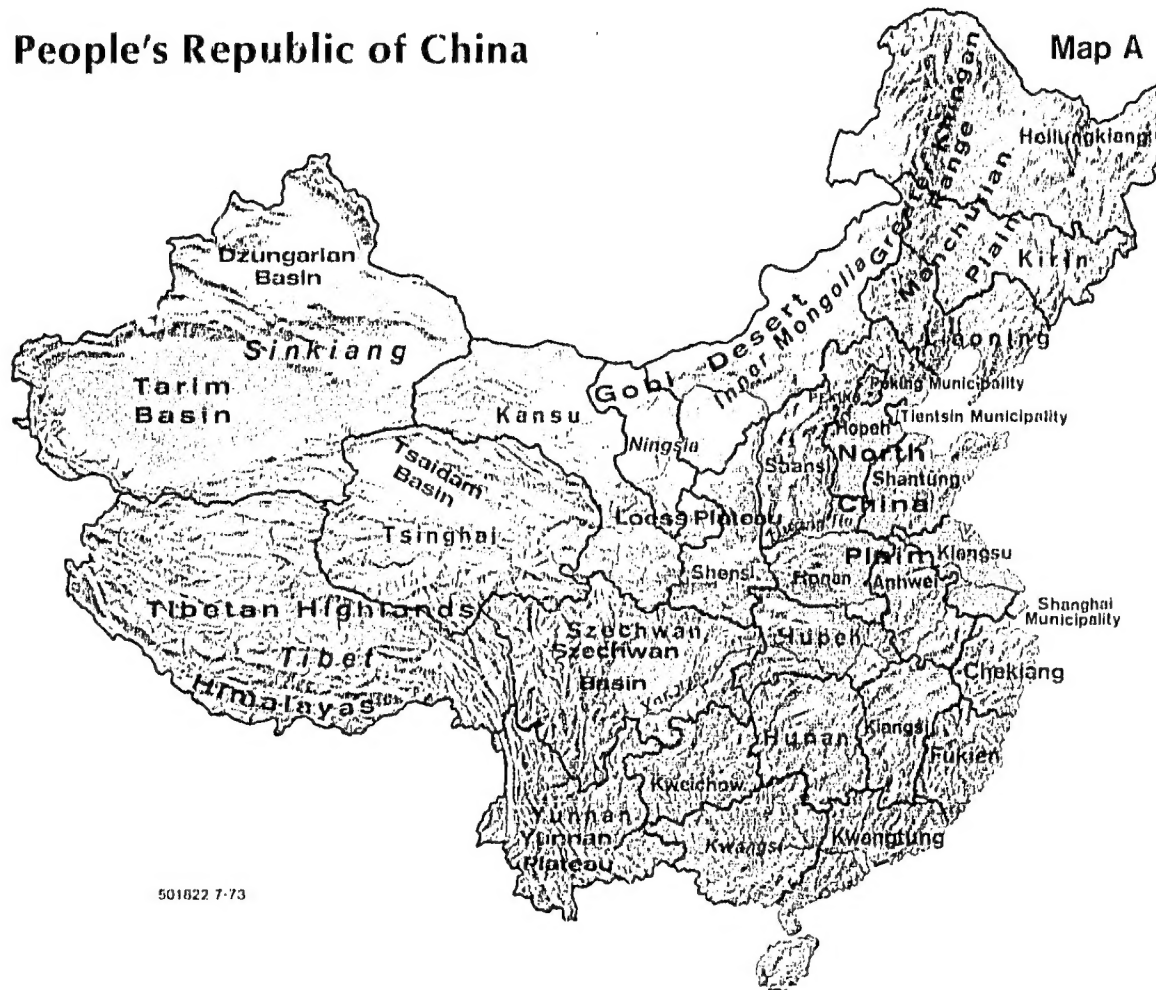 People's Republic of China
Map A
Greater Khingan
Range
Heilungkiang
Manchurian
Plain
Kirin
Dzungarian
Basin
Sinkiang
Tarim
Basin
Gobi Desert
Inner Mongolia
Liaoning
Peking Municipality
Peking
Tientsin Municipality
Hopeh
Kansu
Ningsia
North
China
Plain
Shansi
Shantung
Tsaidam
Basin
Tsinghai
Loess Plateau
Kiangsu
Shensi
Honan
Anhwei
Shanghai
Municipality
Tibetan Highlands
Tibet
Himalayas
Szechwan
Szechwan
Basin
Hupeh
Chekiang
Hunan
Kiangsi
Fukien
Kweichow
Yunnan
Yunnan
Plateau
Kwangsi
Kwangtung
501822 7-73